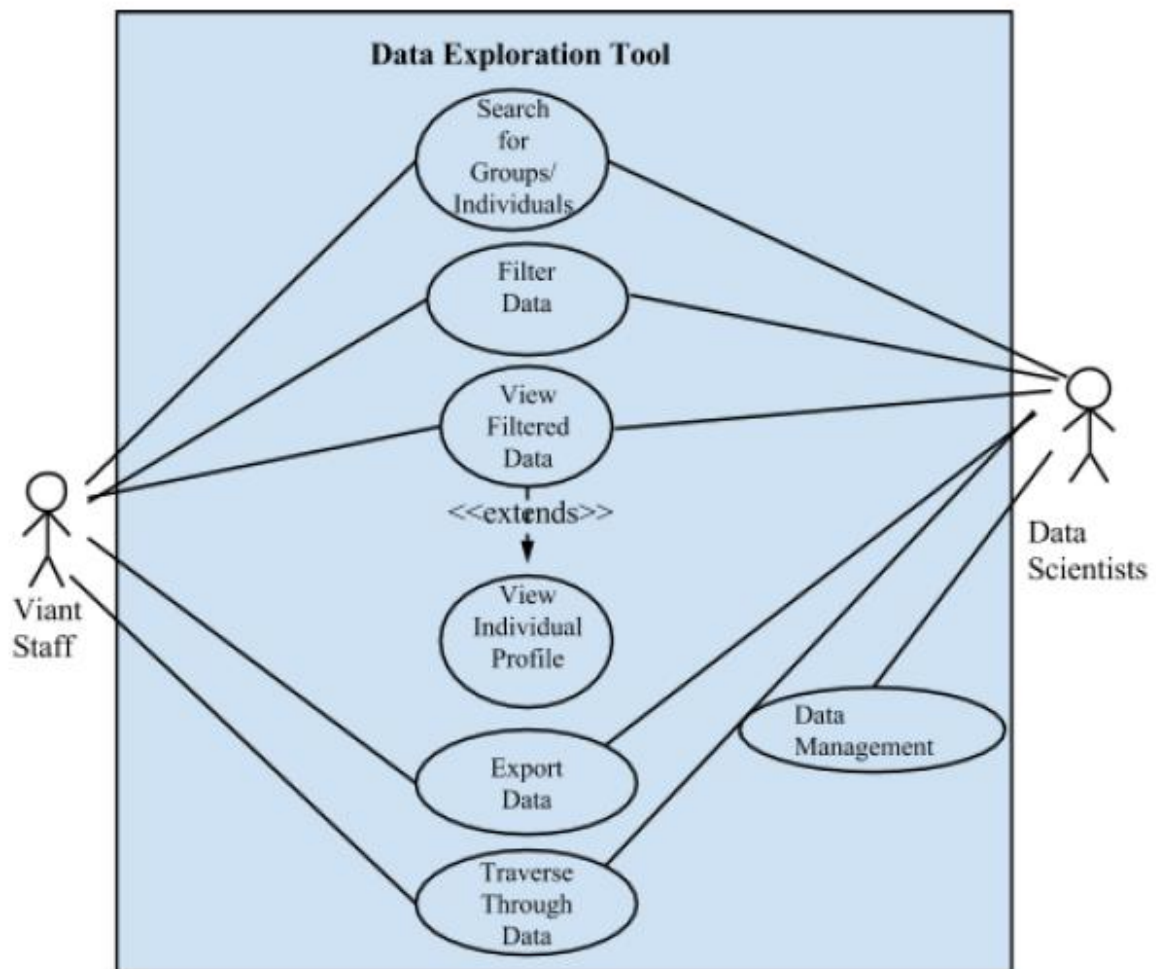 Data Exploration Tool
Search
for
Groups/
Individuals
Filter
Data
View
Filtered
Data
<<extends>>
View
Individual
Profile
Export
Data
Traverse
Through
Data
Data
Management
Viant
Staff
Data
Scientists